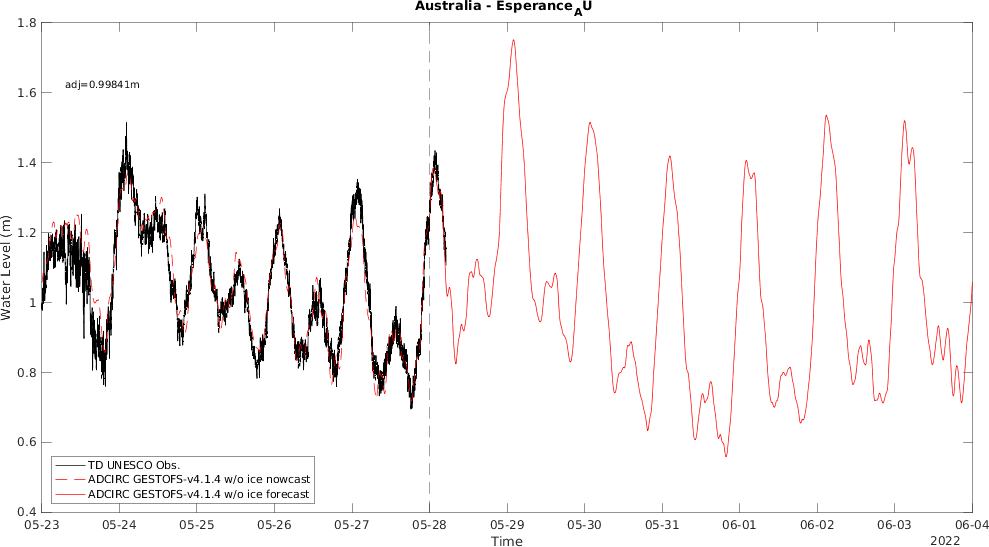 Australia - Esperance_AU
1.8
1.6
1.4
1.2
1
0.8
0.6
0.4
Water Level (m)
adj=0.99841m
TD UNESCO Obs.
ADCIRC GESTOFS-v4.1.4 w/o ice nowcast
ADCIRC GESTOFS-v4.1.4 w/o ice forecast
05-23 05-24 05-25 05-26 05-27 05-28 05-29 05-30 05-31 06-01 06-02 06-03 06-04
Time
2022